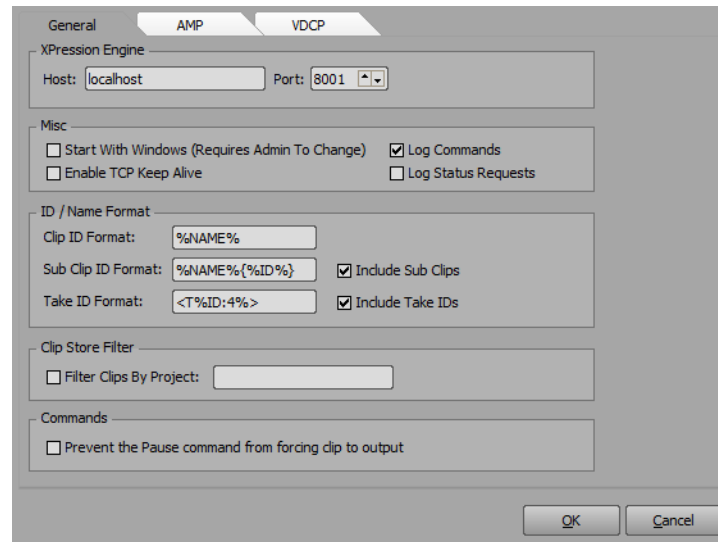 General AMP VDCP
XPression Engine
Host: localhost Port: 8001
Misc
Start With Windows (Requires Admin To Change) Log Commands
Enable TCP Keep Alive Log Status Requests
ID / Name Format
Clip ID Format: %NAME%
Sub Clip ID Format: %NAME%{%ID%} Include Sub Clips
Take ID Format: <T%ID:4%> Include Take IDs
Clip Store Filter
Filter Clips By Project:
Commands
Prevent the Pause command from forcing clip to output
OK Cancel